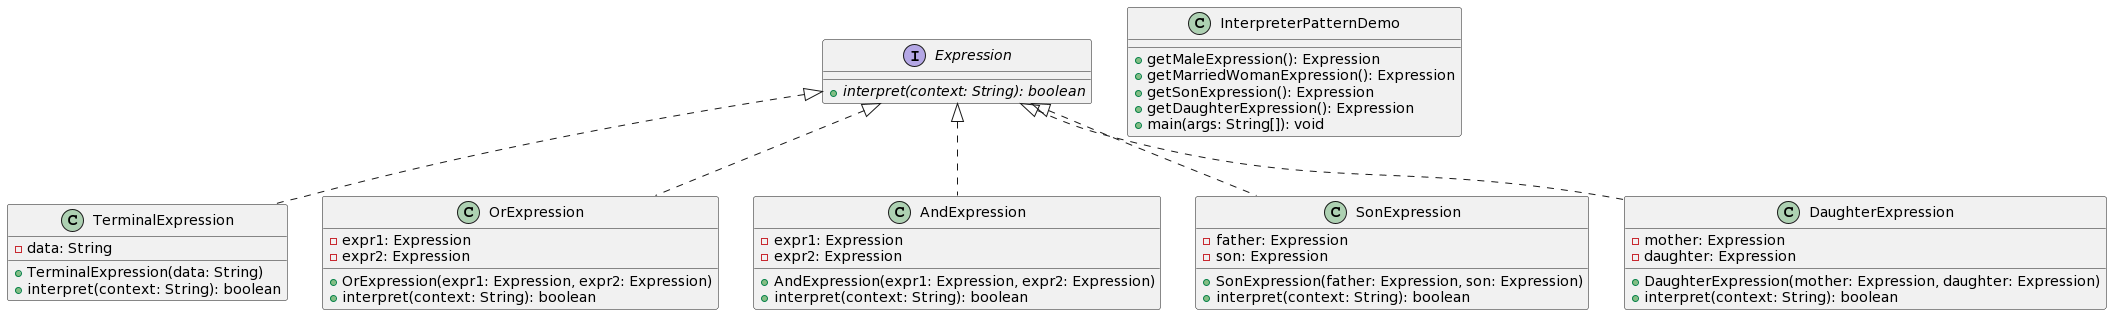 I Expression
interpret(context: String): boolean
C InterpreterPatternDemo
getMaleExpression(): Expression
getMarriedWomanExpression(): Expression
getSonExpression(): Expression
getDaughterExpression(): Expression
main(args: String[]): void
C TerminalExpression
data: String
TerminalExpression(data: String)
interpret(context: String): boolean
C OrExpression
expr1: Expression
expr2: Expression
OrExpression(expr1: Expression, expr2: Expression)
interpret(context: String): boolean
C AndExpression
expr1: Expression
expr2: Expression
AndExpression(expr1: Expression, expr2: Expression)
interpret(context: String): boolean
C SonExpression
father: Expression
son: Expression
SonExpression(father: Expression, son: Expression)
interpret(context: String): boolean
C DaughterExpression
mother: Expression
daughter: Expression
DaughterExpression(mother: Expression, daughter: Expression)
interpret(context: String): boolean